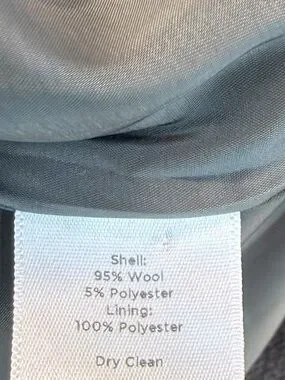 Shell:
95% Wool
5% Polyester
Lining:
100% Polyester
Dry Clean